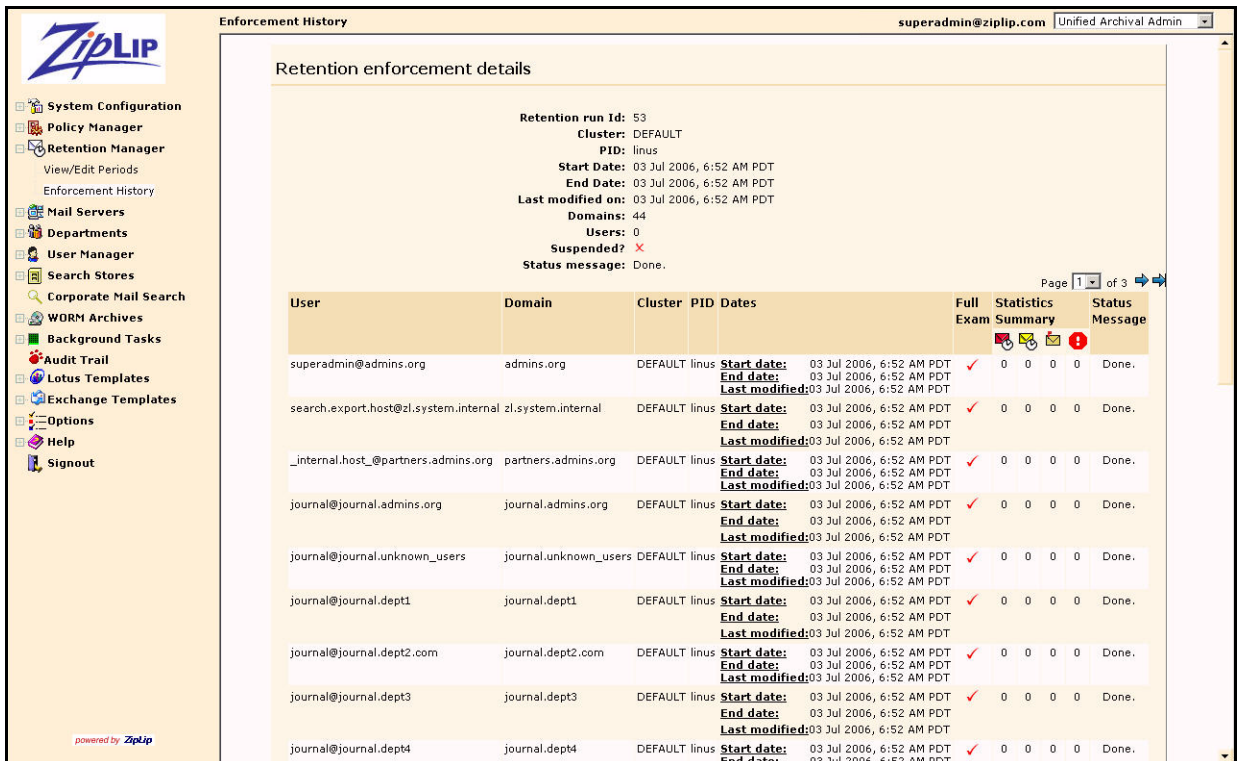 Enforcement History
superadmin@ziplip.com Unified Archival Admin
ZipLip
System Configuration
Policy Manager
Retention Manager
View/Edit Periods
Enforcement History
Mail Servers
Departments
User Manager
Search Stores
Corporate Mail Search
WORM Archives
Background Tasks
Audit Trail
Lotus Templates
Exchange Templates
Options
Help
Signout
powered by ZipLip
Retention enforcement details
Retention run Id: 53
Cluster: DEFAULT
PID: linus
Start Date: 03 Jul 2006, 6:52 AM PDT
End Date: 03 Jul 2006, 6:52 AM PDT
Last modified on: 03 Jul 2006, 6:52 AM PDT
Domains: 44
Users: 0
Suspended?
Status message: Done.
Page 1 of 3
User Domain Cluster PID Dates Full Statistics Status
Exam Summary Message
superadmin@admins.org admins.org DEFAULT linus Start date: 03 Jul 2006, 6:52 AM PDT 0 0 0 0 Done.
End date: 03 Jul 2006, 6:52 AM PDT
Last modified:03 Jul 2006, 6:52 AM PDT
search.export.host@zl.system.internal zl.system.internal DEFAULT linus Start date: 03 Jul 2006, 6:52 AM PDT 0 0 0 0 Done.
End date: 03 Jul 2006, 6:52 AM PDT
Last modified:03 Jul 2006, 6:52 AM PDT
_internal.host_@partners.admins.org partners.admins.org DEFAULT linus Start date: 03 Jul 2006, 6:52 AM PDT 0 0 0 0 Done.
End date: 03 Jul 2006, 6:52 AM PDT
Last modified:03 Jul 2006, 6:52 AM PDT
journal@journal.admins.org journal.admins.org DEFAULT linus Start date: 03 Jul 2006, 6:52 AM PDT 0 0 0 0 Done.
End date: 03 Jul 2006, 6:52 AM PDT
Last modified:03 Jul 2006, 6:52 AM PDT
journal@journal.unknown_users journal.unknown_users DEFAULT linus Start date: 03 Jul 2006, 6:52 AM PDT 0 0 0 0 Done.
End date: 03 Jul 2006, 6:52 AM PDT
Last modified:03 Jul 2006, 6:52 AM PDT
journal@journal.dept1 journal.dept1 DEFAULT linus Start date: 03 Jul 2006, 6:52 AM PDT 0 0 0 0 Done.
End date: 03 Jul 2006, 6:52 AM PDT
Last modified:03 Jul 2006, 6:52 AM PDT
journal@journal.dept2.com journal.dept2.com DEFAULT linus Start date: 03 Jul 2006, 6:52 AM PDT 0 0 0 0 Done.
End date: 03 Jul 2006, 6:52 AM PDT
Last modified:03 Jul 2006, 6:52 AM PDT
journal@journal.dept3 journal.dept3 DEFAULT linus Start date: 03 Jul 2006, 6:52 AM PDT 0 0 0 0 Done.
End date: 03 Jul 2006, 6:52 AM PDT
Last modified:03 Jul 2006, 6:52 AM PDT
journal@journal.dept4 journal.dept4 DEFAULT linus Start date: 03 Jul 2006, 6:52 AM PDT 0 0 0 0 Done.
End date: 03 Jul 2006, 6:52 AM PDT